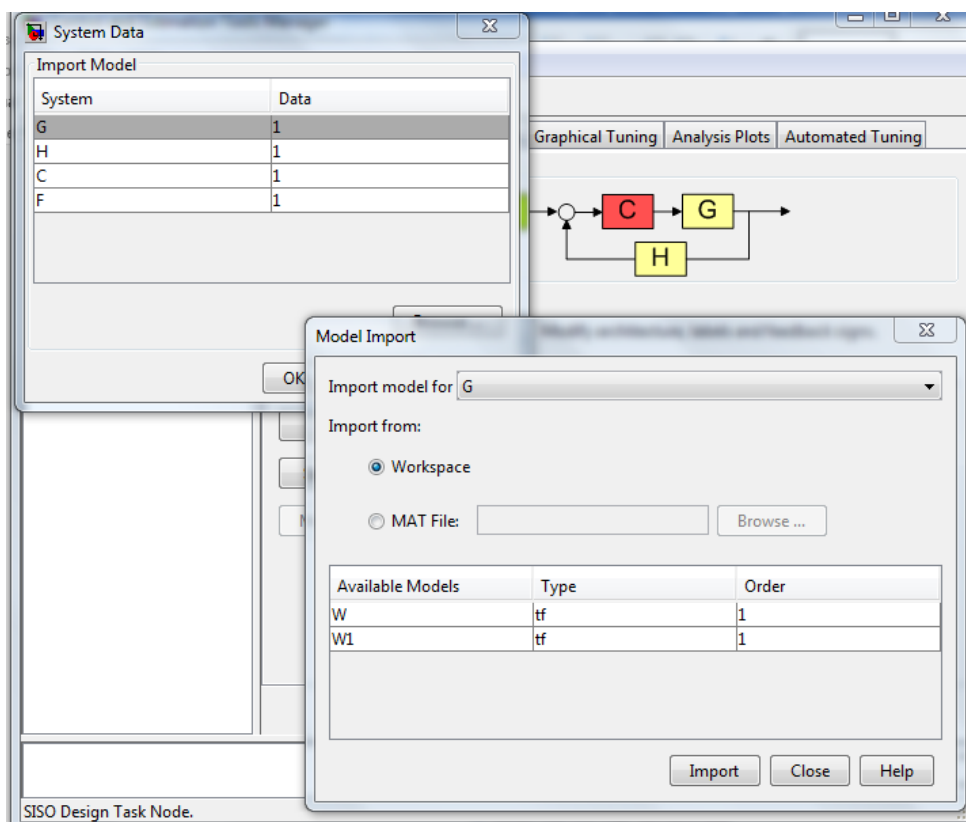 System Data
Import Model
System Data
G 1
H 1
C 1
F 1
OK
Graphical Tuning Analysis Plots Automated Tuning
C G
H
Model Import
Import model for G
Import from:
Workspace
MAT File: Browse ...
Available Models Type Order
W tf 1
W1 tf 1
Import Close Help
SISO Design Task Node.